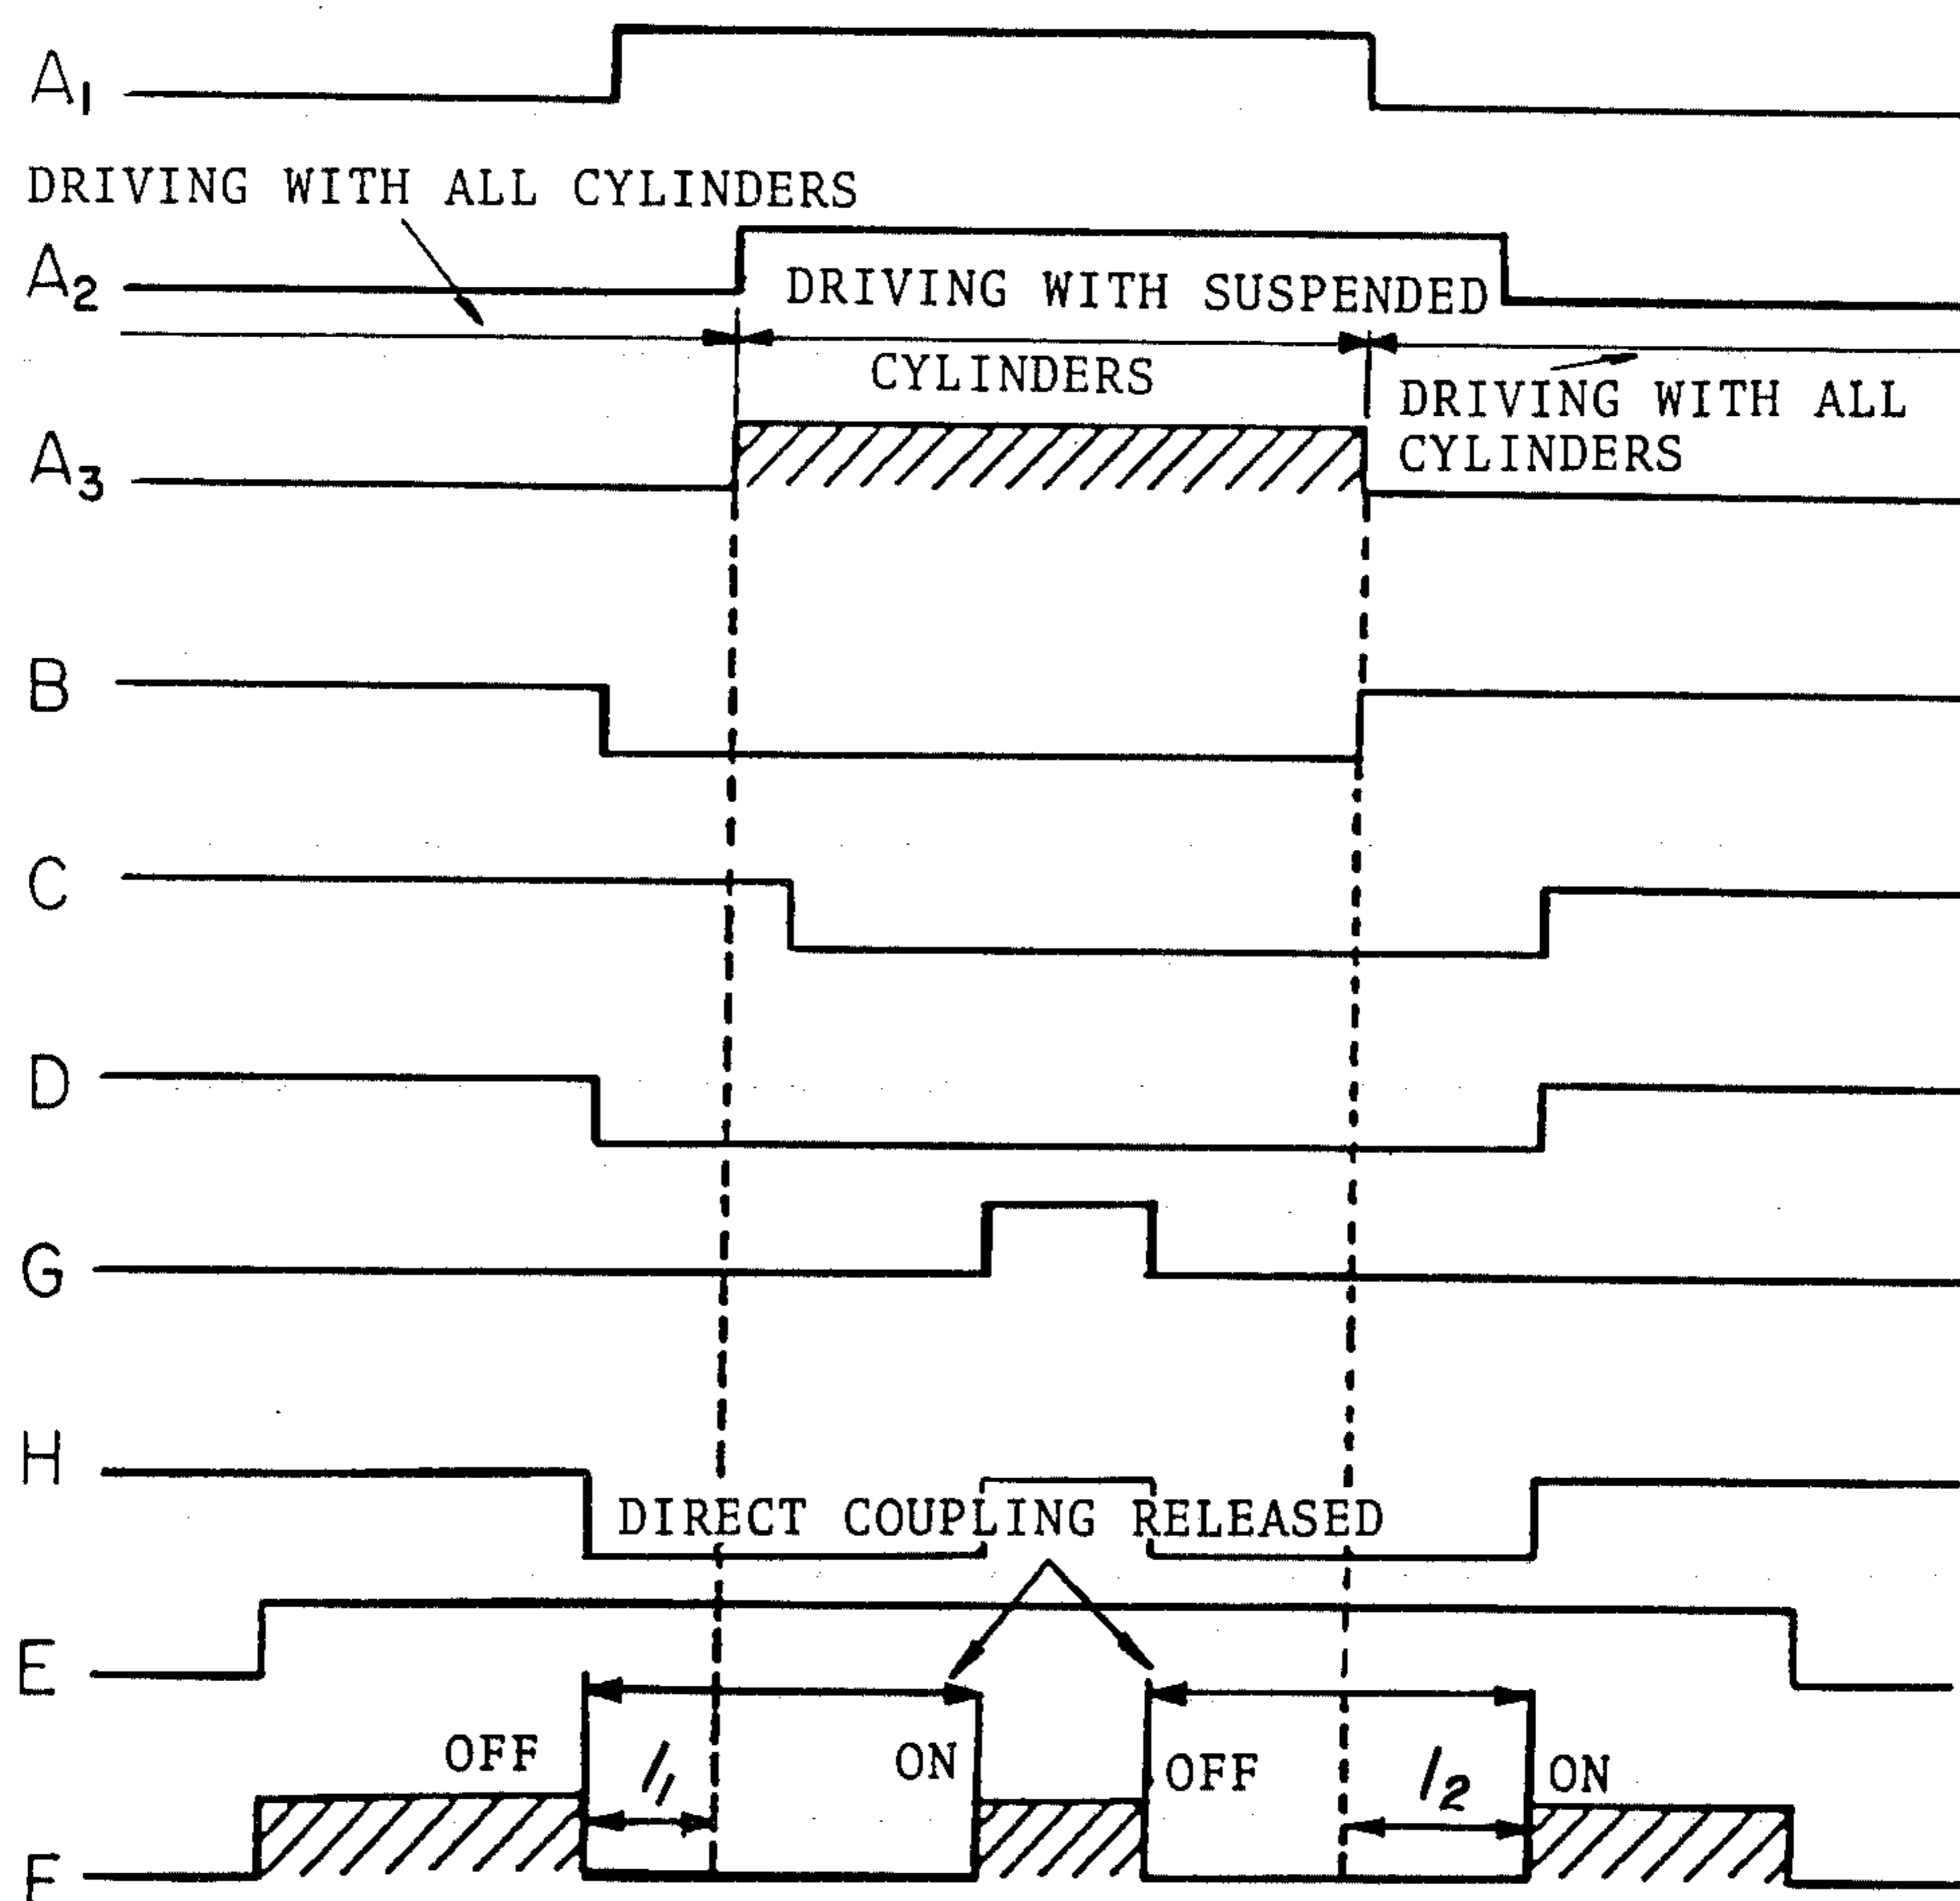 A1
DRIVING WITH ALL CYLINDERS
A2
DRIVING WITH SUSPENDED
CYLINDERS
DRIVING WITH ALL
CYLINDERS
A3
B
C
D
G
H
DIRECT COUPLING RELEASED
E
OFF
l1
ON
OFF
l2
ON
F